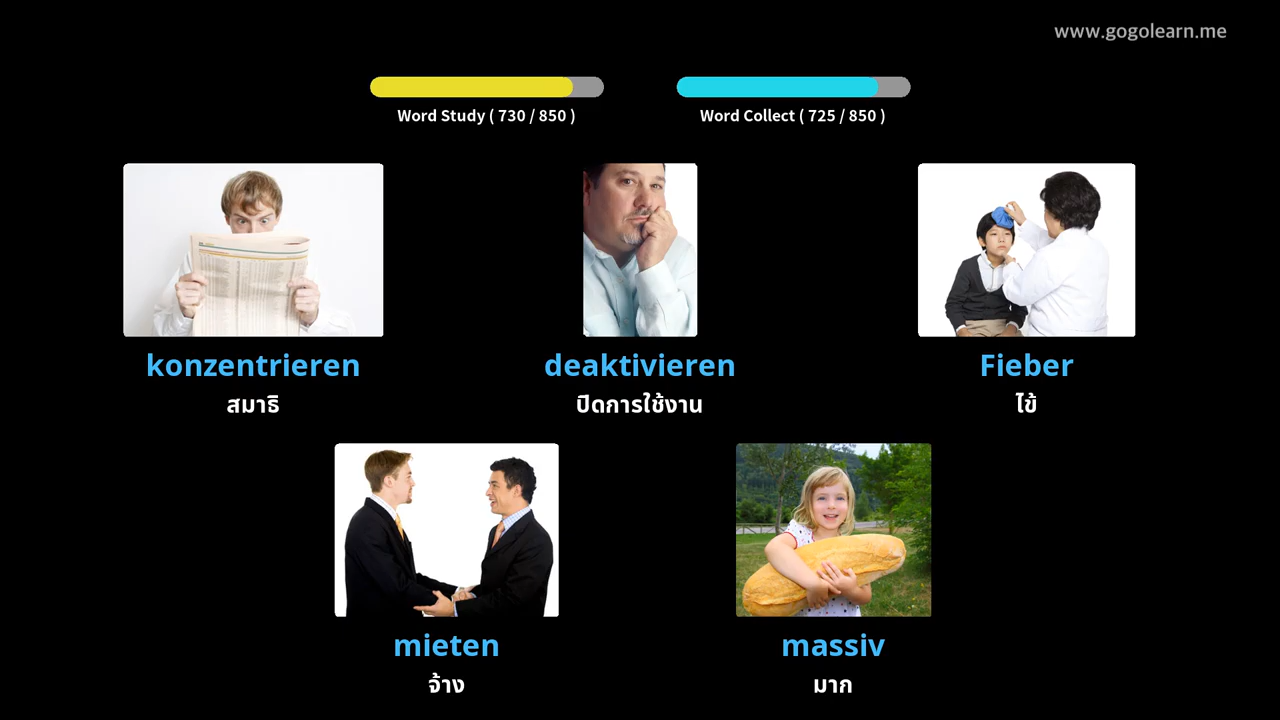 www.gogolearn.me
Word Study ( 730 / 850 )
Word Collect ( 725 / 850 )
konzentrieren
สมาธิ
deaktivieren
ปิดการใช้งาน
Fieber
ไข้
mieten
จ้าง
massiv
มาก